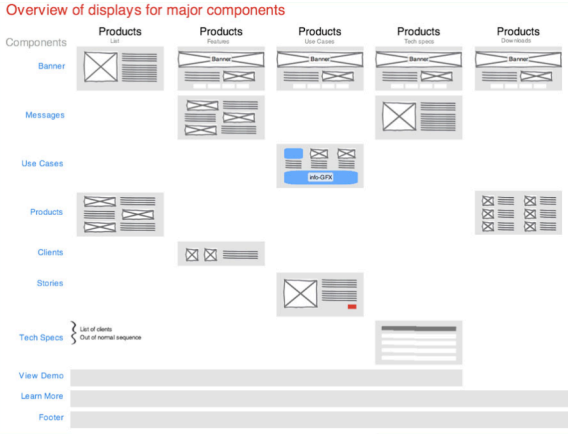 Overview of displays for major components
Components
Products
List
Products
Features
Products
Use Cases
Products
Tech specs
Products
Downloads
Banner
Banner
Banner
Banner
Banner
Messages
Use Cases
info-GFX
Products
Clients
Stories
Tech Specs
List of clients
Out of normal sequence
View Demo
Learn More
Footer